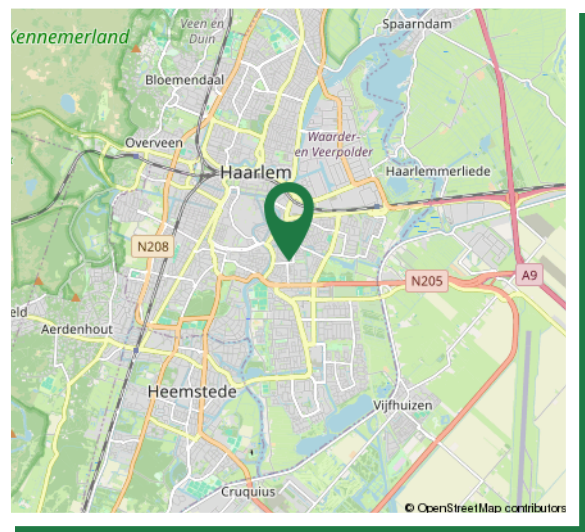 Veen en
Duin
Spaarndam
Kennemerland
Bloemendaal
Overveen
Waarder-
en Veerpolder
Haarlem
Haarlemmerliede
N208
A9
N205
eld
Aerdenhout
Heemstede
Vijfhuizen
Cruquius
© OpenStreetMap contributors